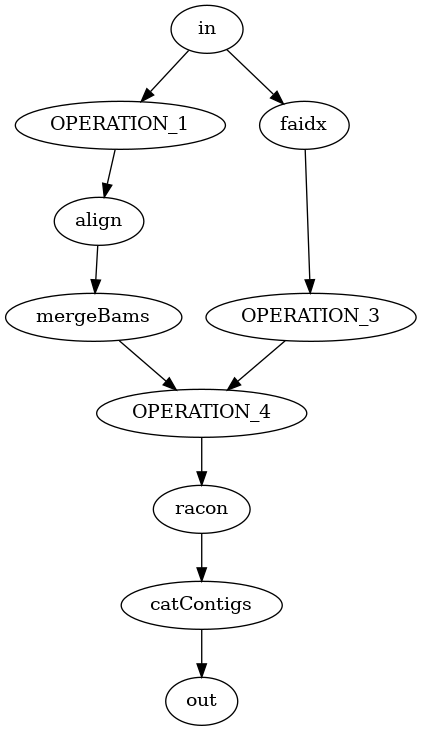 in
OPERATION_1
faidx
align
mergeBams
OPERATION_3
OPERATION_4
racon
catContigs
out